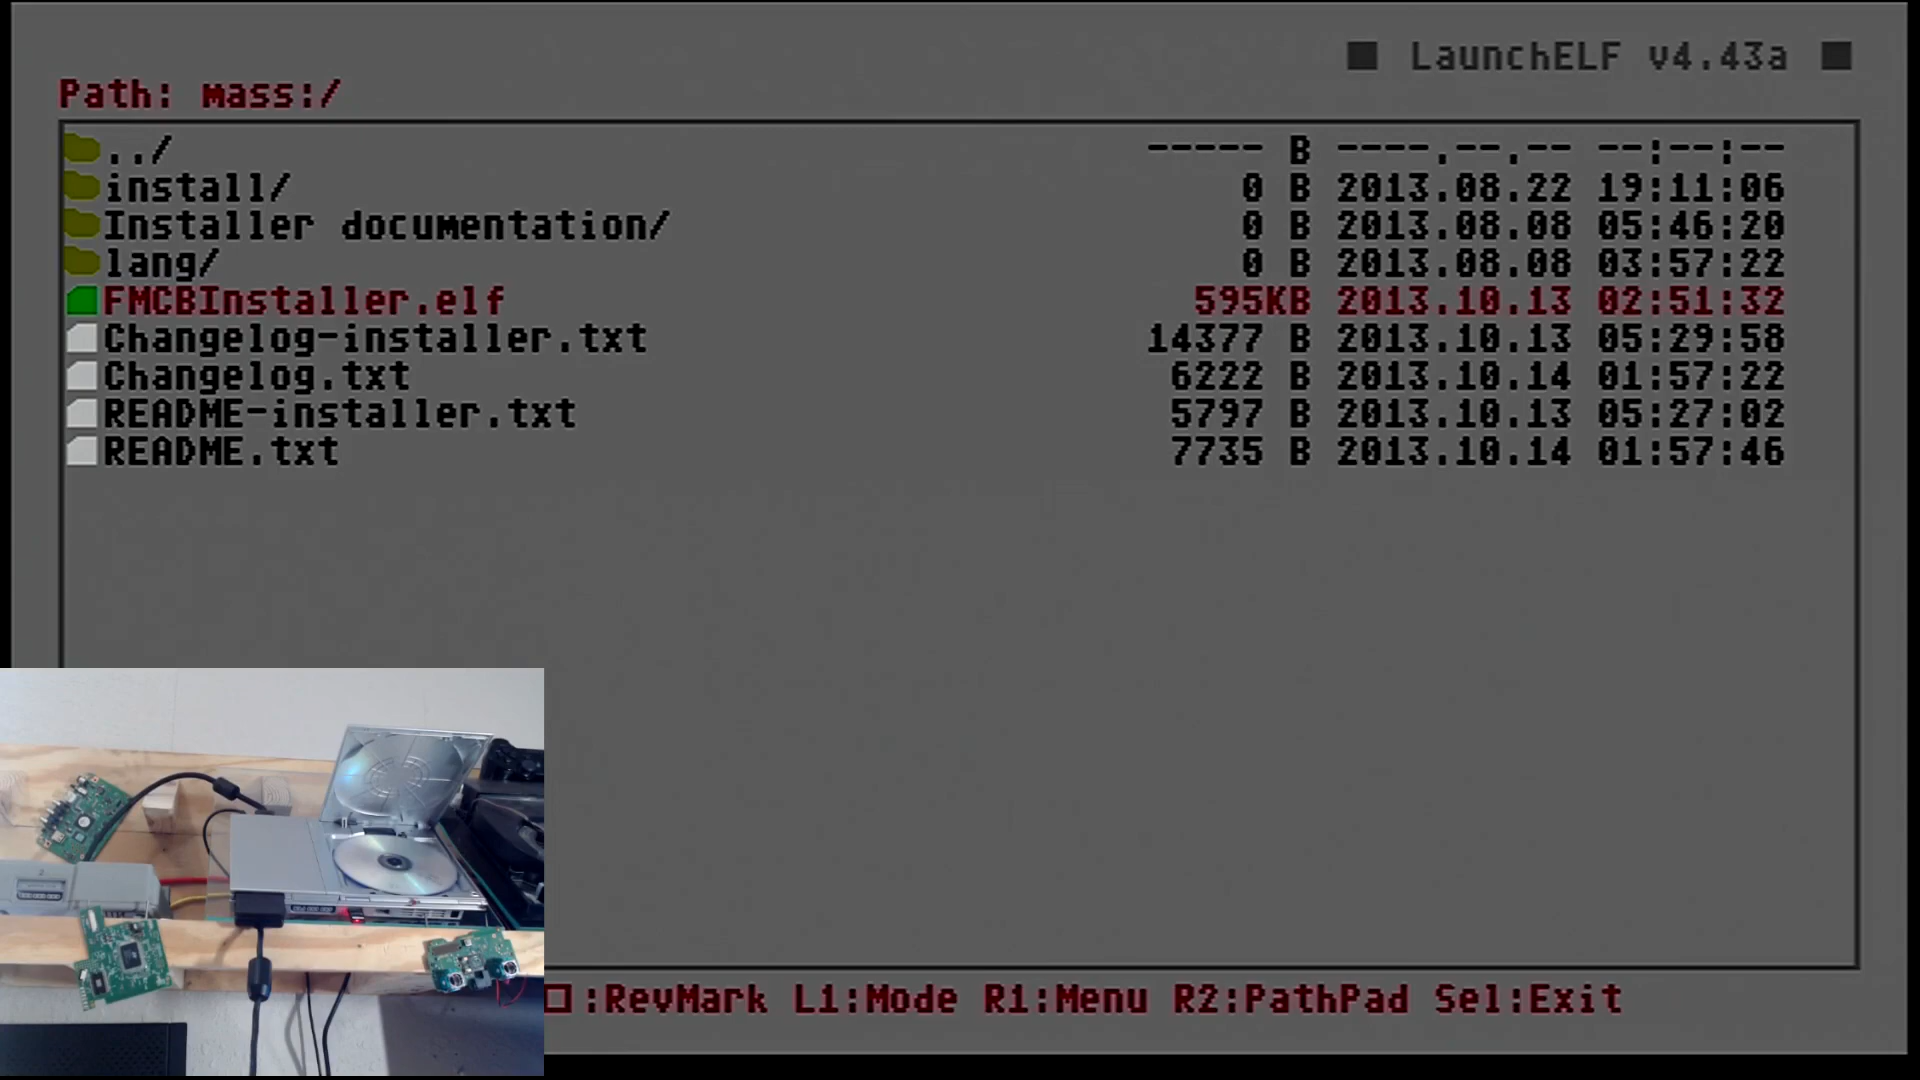 ■ LaunchELF v4.43a ■
Path: mass:/
../ ----- B ----.--.-- --:--:--
install/ 0 B 2013.08.22 19:11:06
Installer documentation/ 0 B 2013.08.08 05:46:20
lang/ 0 B 2013.08.08 03:57:22
FMCBInstaller.elf 595KB 2013.10.13 02:51:32
Changelog-installer.txt 14377 B 2013.10.13 05:29:58
Changelog.txt 6222 B 2013.10.14 01:57:22
README-installer.txt 5797 B 2013.10.13 05:27:02
README.txt 7735 B 2013.10.14 01:57:46
□:RevMark L1:Mode R1:Menu R2:PathPad Sel:Exit